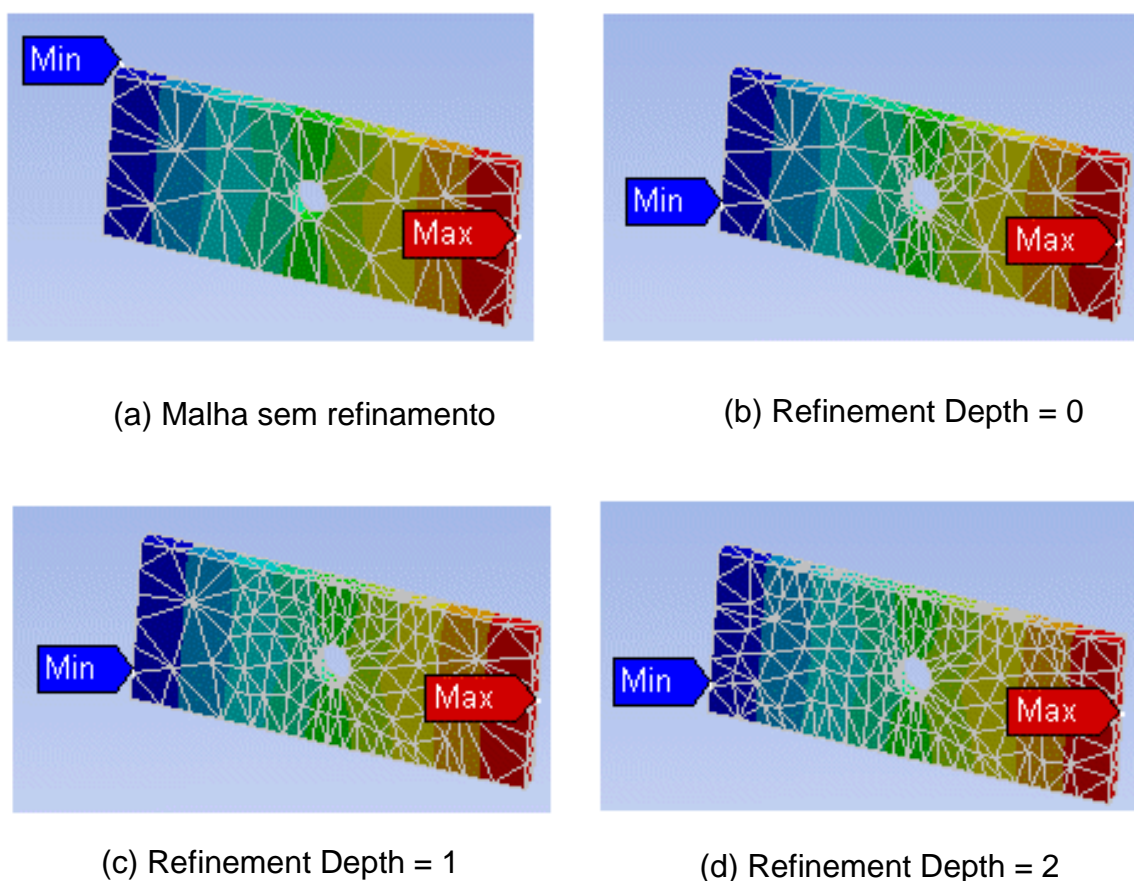 Min
Max
Min
Max
(a) Malha sem refinamento
(b) Refinement Depth = 0
Min
Max
Min
Max
(c) Refinement Depth = 1
(d) Refinement Depth = 2